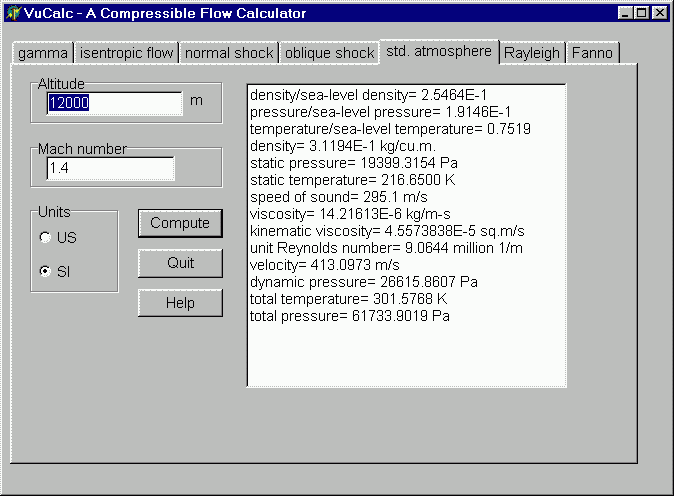 VuCalc - A Compressible Flow Calculator
gamma isentropic flow normal shock oblique shock std. atmosphere Rayleigh Fanno
Altitude
12000 m
Mach number
1.4
Units
US
SI
Compute
Quit
Help
density/sea-level density= 2.5464E-1
pressure/sea-level pressure= 1.9146E-1
temperature/sea-level temperature= 0.7519
density= 3.1194E-1 kg/cu.m.
static pressure= 19399.3154 Pa
static temperature= 216.6500 K
speed of sound= 295.1 m/s
viscosity= 14.21613E-6 kg/m-s
kinematic viscosity= 4.5573838E-5 sq.m/s
unit Reynolds number= 9.0644 million 1/m
velocity= 413.0973 m/s
dynamic pressure= 26615.8607 Pa
total temperature= 301.5768 K
total pressure= 61733.9019 Pa